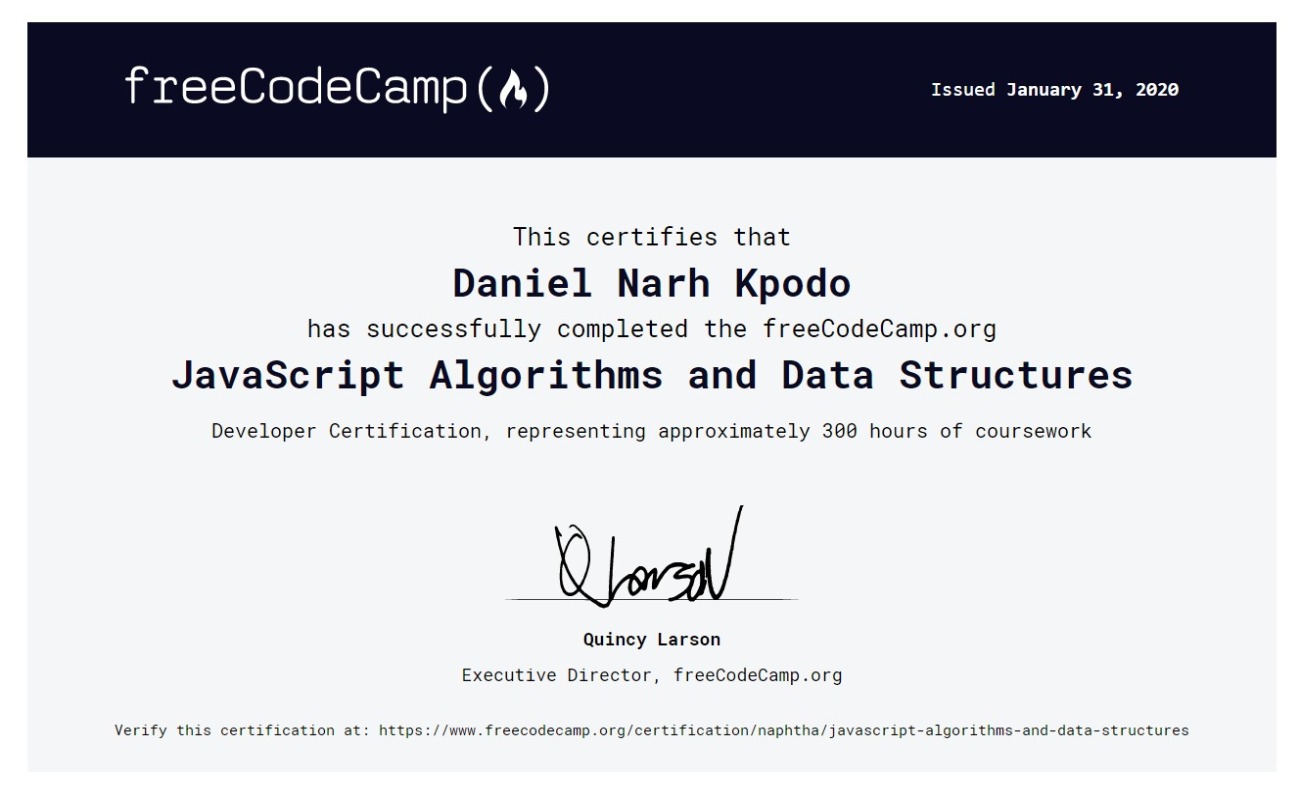 freeCodeCamp(🔥)
Issued January 31, 2020
This certifies that
Daniel Narh Kpodo
has successfully completed the freeCodeCamp.org
JavaScript Algorithms and Data Structures
Developer Certification, representing approximately 300 hours of coursework
Q Larson
Quincy Larson
Executive Director, freeCodeCamp.org
Verify this certification at: https://www.freecodecamp.org/certification/naphtha/javascript-algorithms-and-data-structures